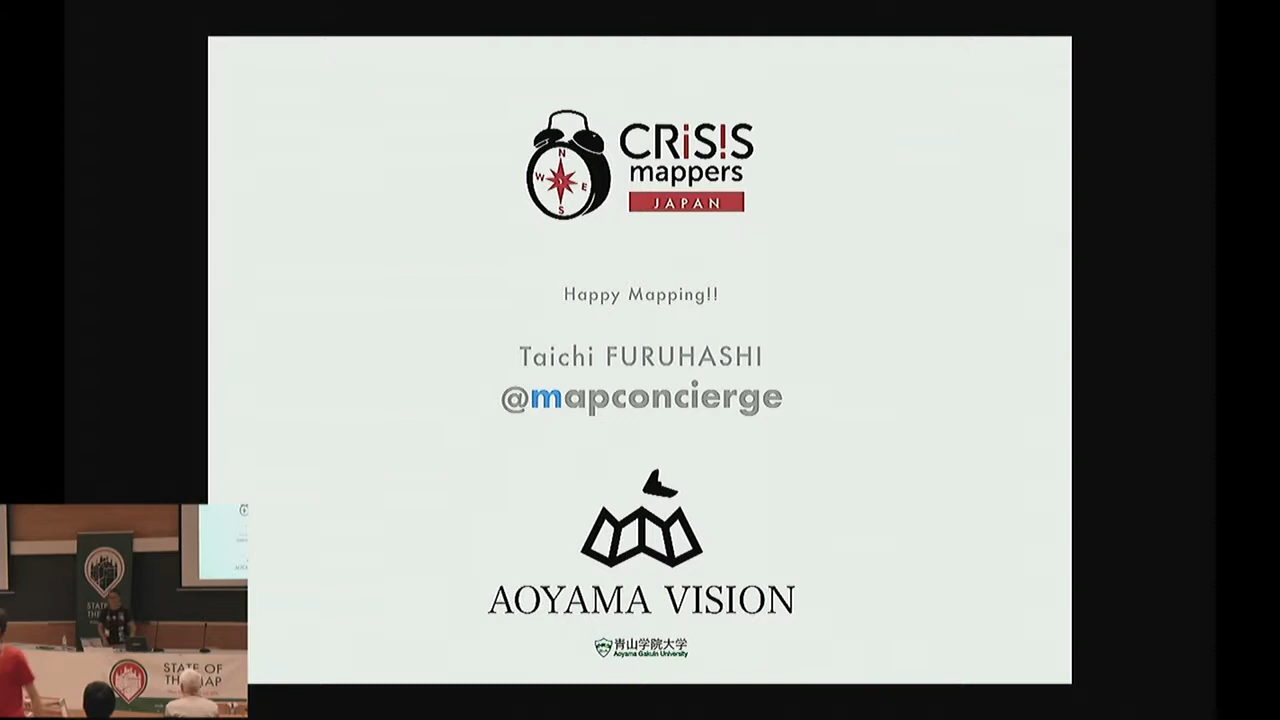 N
W
E
S
CRiS!S
mappers
JAPAN
Happy Mapping!!
Taichi FURUHASHI
@mapconcierge
AOYAMA VISION
青山学院大学
Aoyama Gakuin University
STATE OF
THE MAP